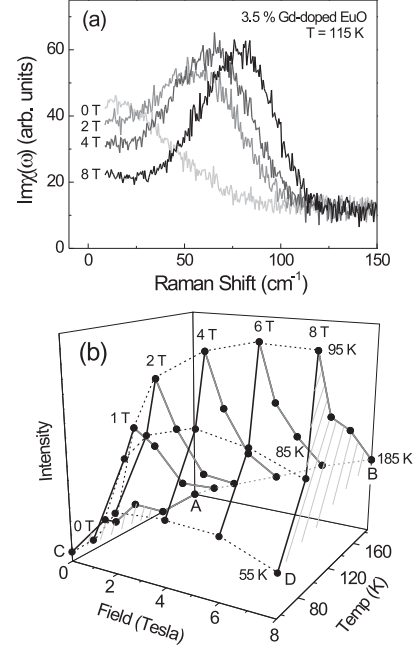 (a)
3.5 % Gd-doped EuO
T = 115 K
60
40
20
0
0 T
2 T
4 T
8 T
Imχ(ω) (arb. units)
0 50 100 150
Raman Shift (cm⁻¹)
(b)
6 T
8 T
4 T
2 T
95 K
1 T
85 K
185 K
B
A
0 T
C
55 K
D
Intensity
0
2
4
6
8
Field (Tesla)
80
120
160
Temp (K)